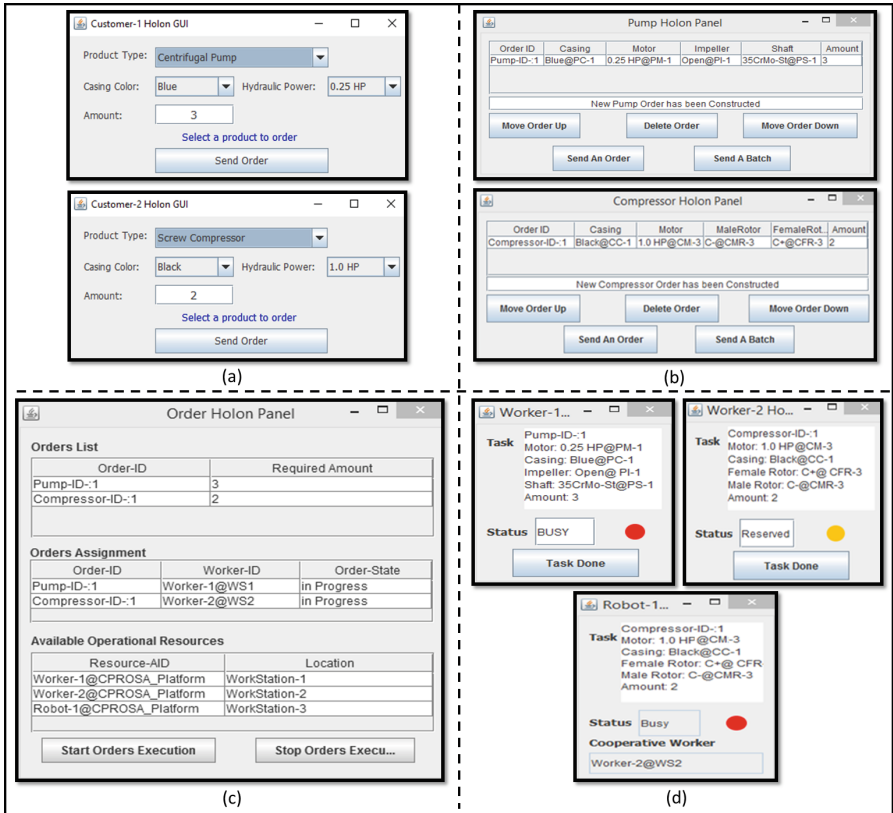 Customer-1 Holon GUI
Product Type: Centrifugal Pump
Casing Color: Blue Hydraulic Power: 0.25 HP
Amount: 3
Select a product to order
Send Order
Customer-2 Holon GUI
Product Type: Screw Compressor
Casing Color: Black Hydraulic Power: 1.0 HP
Amount: 2
Select a product to order
Send Order
(a)
Pump Holon Panel
Order ID Casing Motor Impeller Shaft Amount
Pump-ID-:1 Blue@PC-1 0.25 HP@PM-1 Open@PI-1 35CrMo-St@PS-1 3
New Pump Order has been Constructed
Move Order Up Delete Order Move Order Down
Send An Order Send A Batch
Compressor Holon Panel
Order ID Casing Motor MaleRotor FemaleRot... Amount
Compressor-ID-:1 Black@CC-1 1.0 HP@CM-3 C-@CMR-3 C+@CFR-3 2
New Compressor Order has been Constructed
Move Order Up Delete Order Move Order Down
Send An Order Send A Batch
(b)
Order Holon Panel
Orders List
Order-ID Required Amount
Pump-ID-:1 3
Compressor-ID-:1 2
Orders Assignment
Order-ID Worker-ID Order-State
Pump-ID-:1 Worker-1@WS1 in Progress
Compressor-ID-:1 Worker-2@WS2 in Progress
Available Operational Resources
Resource-AID Location
Worker-1@CPROSA_Platform WorkStation-1
Worker-2@CPROSA_Platform WorkStation-2
Robot-1@CPROSA_Platform WorkStation-3
Start Orders Execution Stop Orders Execu...
(c)
Worker-1...
Task Pump-ID-:1
Motor: 0.25 HP@PM-1
Casing: Blue@PC-1
Impeller: Open@ PI-1
Shaft: 35CrMo-St@PS-1
Amount: 3
Status BUSY
Task Done
Worker-2 Ho...
Task Compressor-ID-:1
Motor: 1.0 HP@CM-3
Casing: Black@CC-1
Female Rotor: C+@ CFR-3
Male Rotor: C-@CMR-3
Amount: 2
Status Reserved
Task Done
Robot-1...
Task Compressor-ID-:1
Motor: 1.0 HP@CM-3
Casing: Black@CC-1
Female Rotor: C+@ CFR
Male Rotor: C-@CMR-3
Amount: 2
Status Busy
Cooperative Worker
Worker-2@WS2
(d)